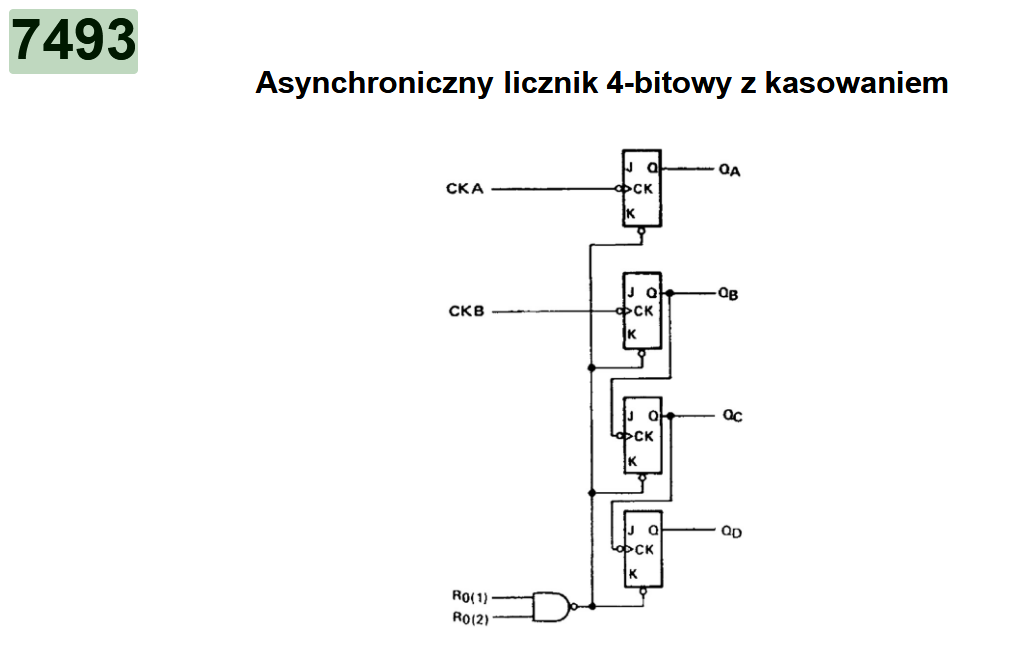 7493
Asynchroniczny licznik 4-bitowy z kasowaniem
J Q QA
CKA CK
K
J Q QB
CKB CK
K
J Q QC
CK
K
J Q QD
CK
K
R0(1)
R0(2)